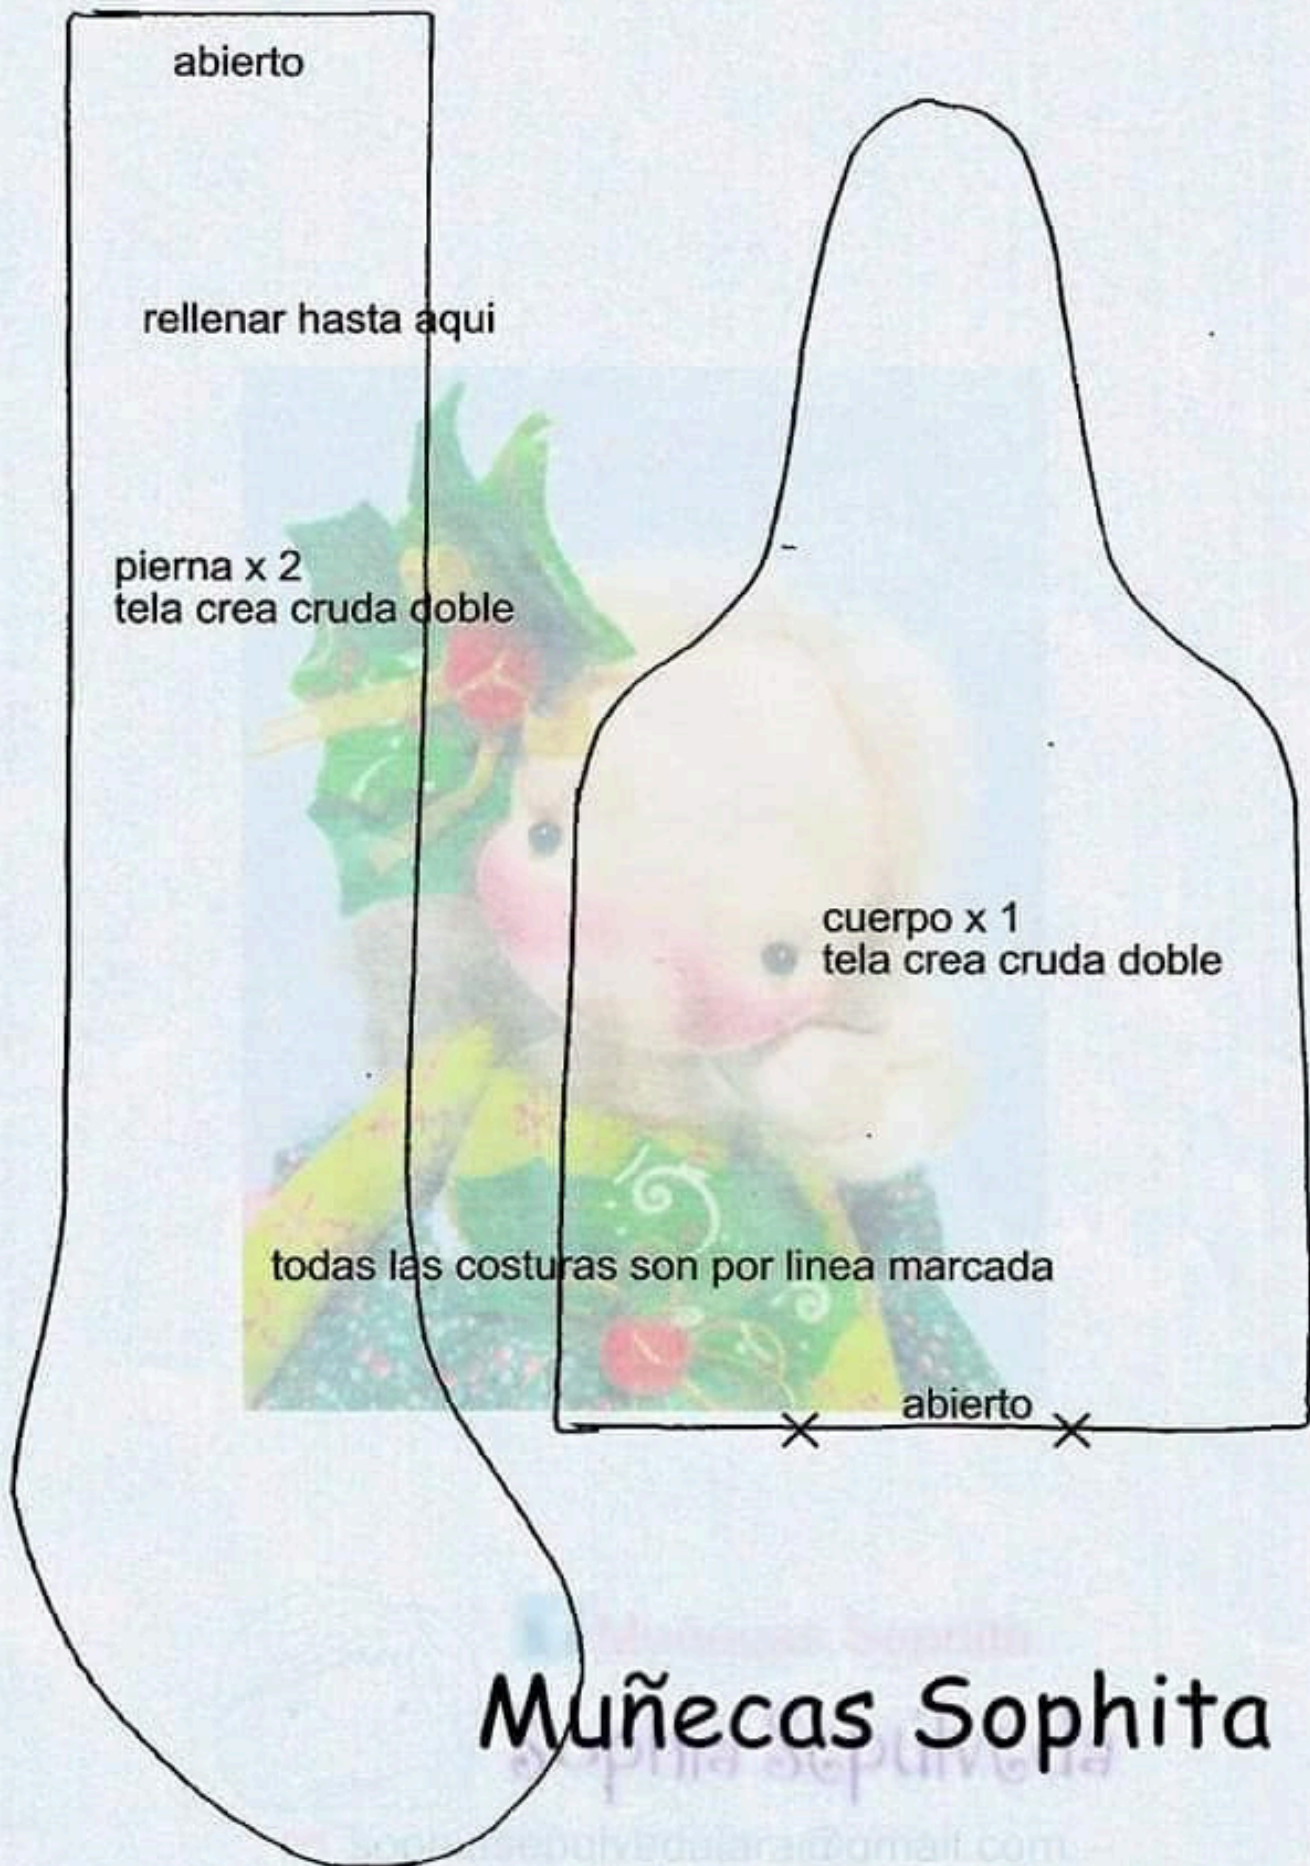 abierto
rellenar hasta aqui
pierna x 2
tela crea cruda doble
cuerpo x 1
tela crea cruda doble
todas las costuras son por linea marcada
abierto
Muñecas Sophita